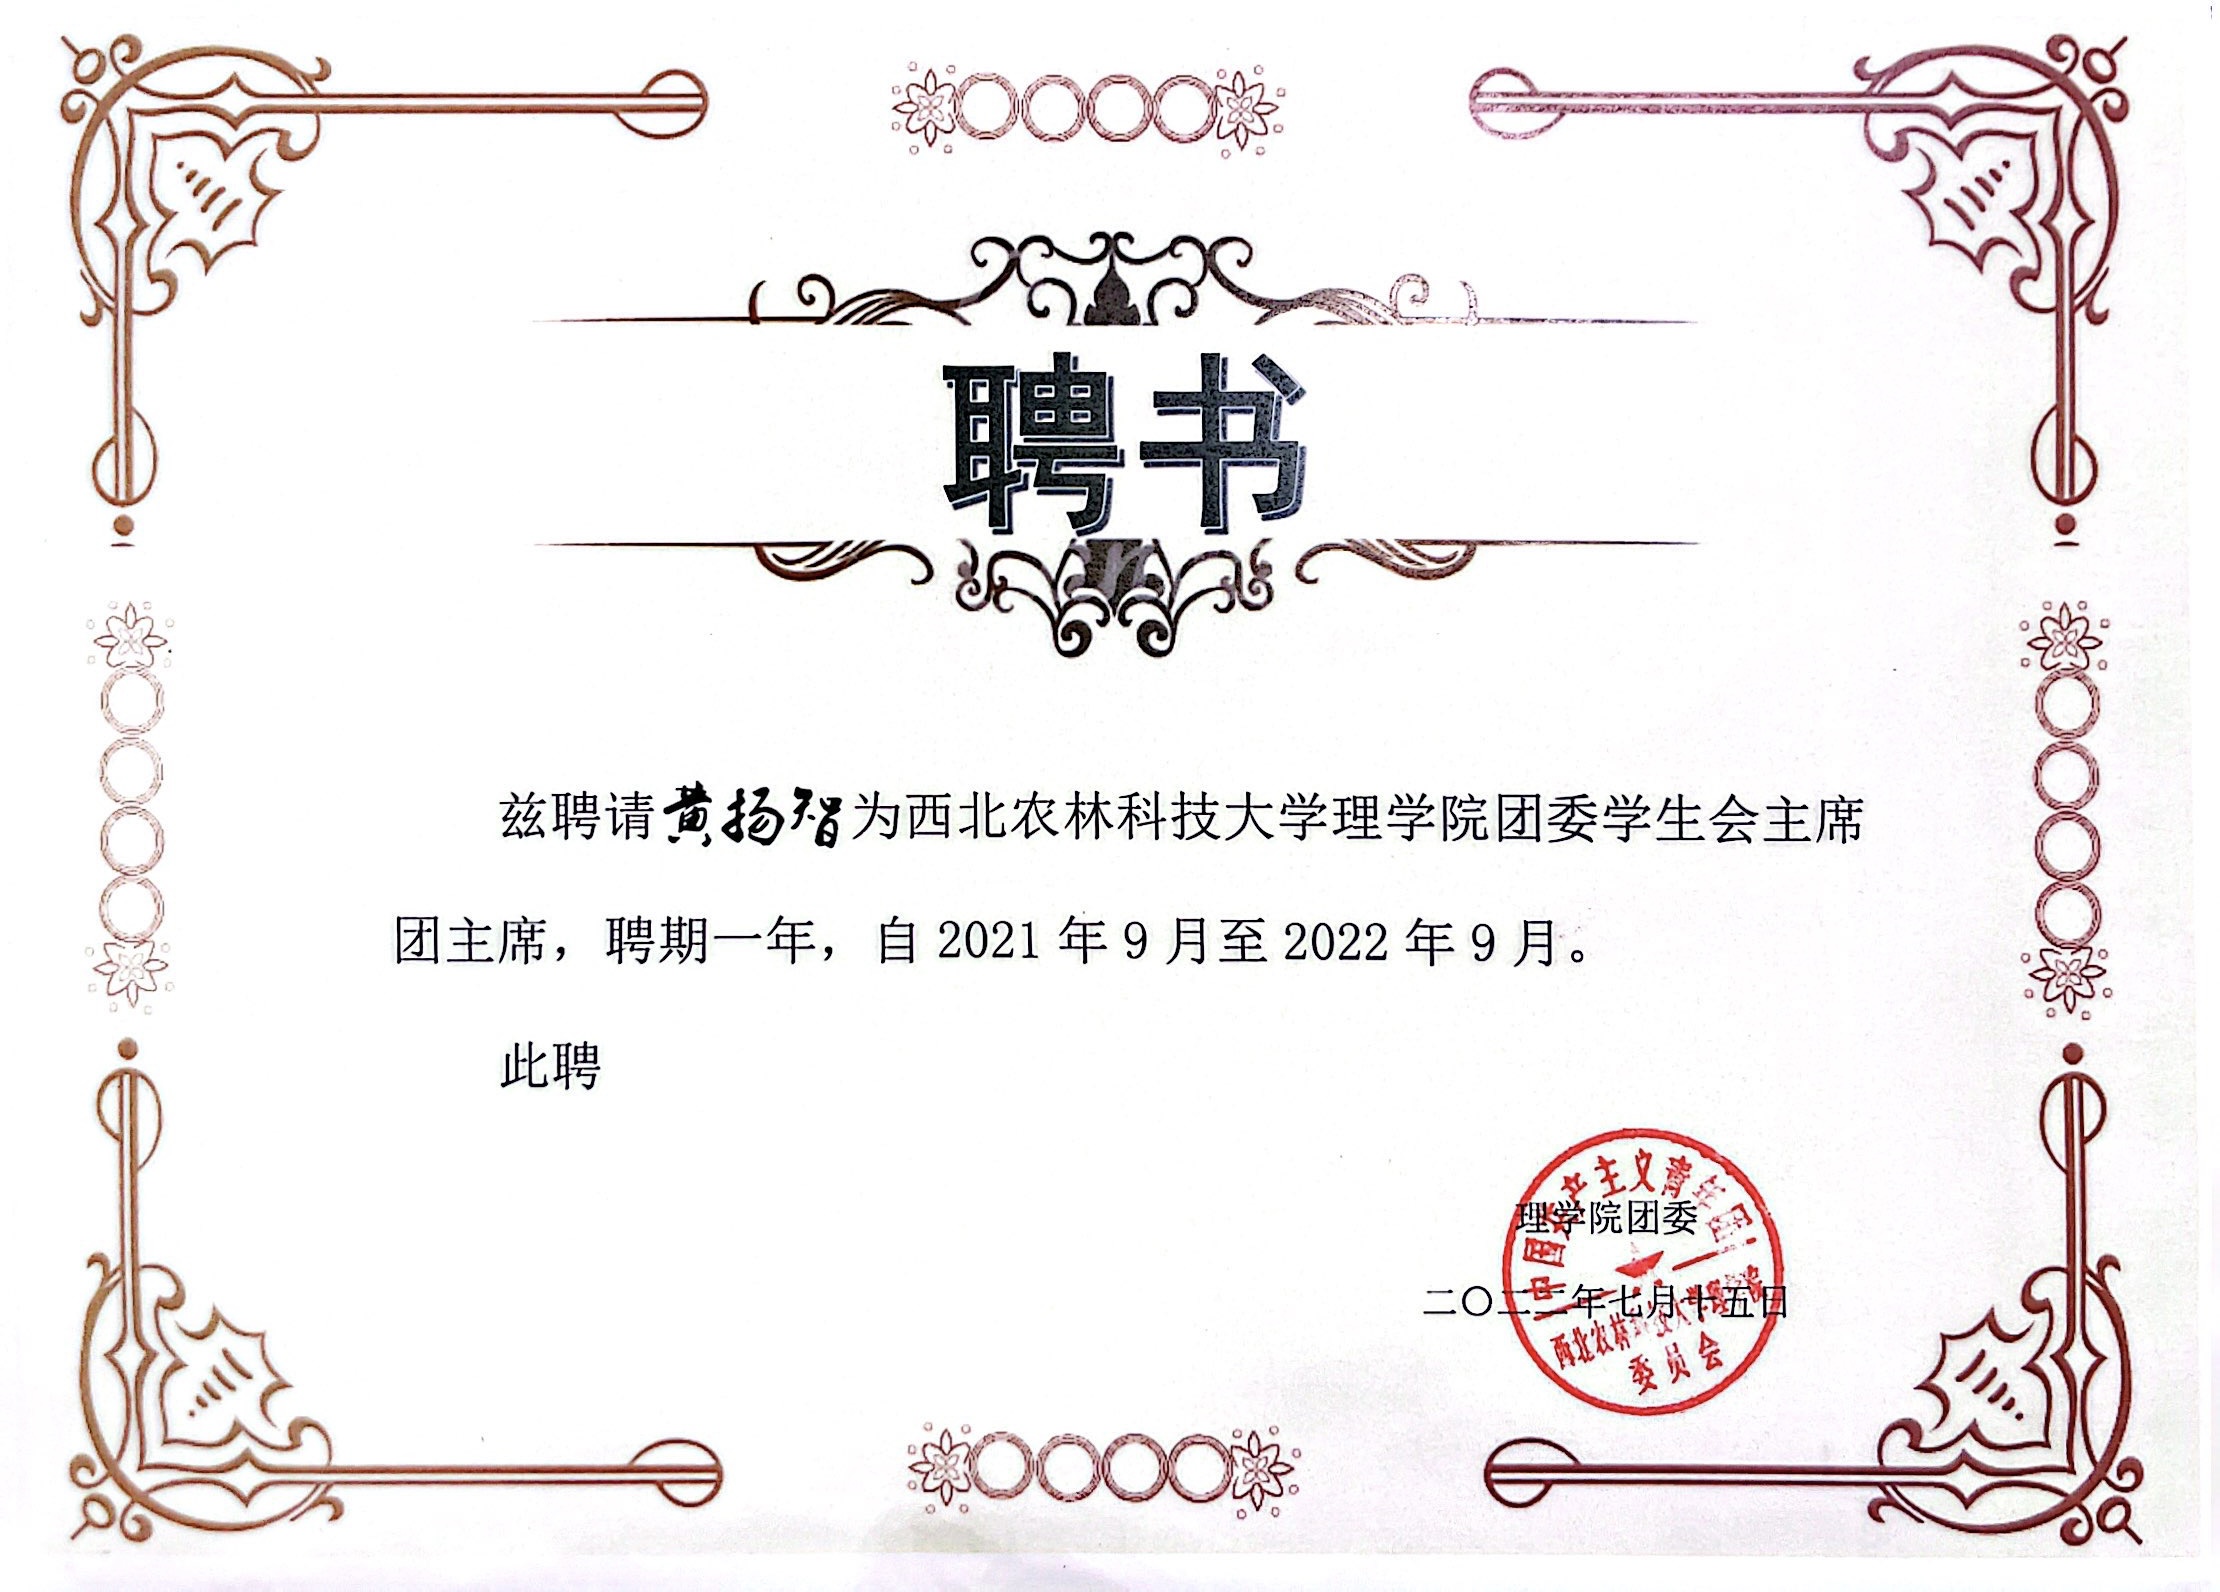 聘书
兹聘请黄扬智为西北农林科技大学理学院团委学生会主席
团主席，聘期一年，自 2021 年 9 月至 2022 年 9 月。
此聘
中国共产主义青年团
理学院团委
二〇二二年七月十五日
西北农林科技大学理学院
委员会